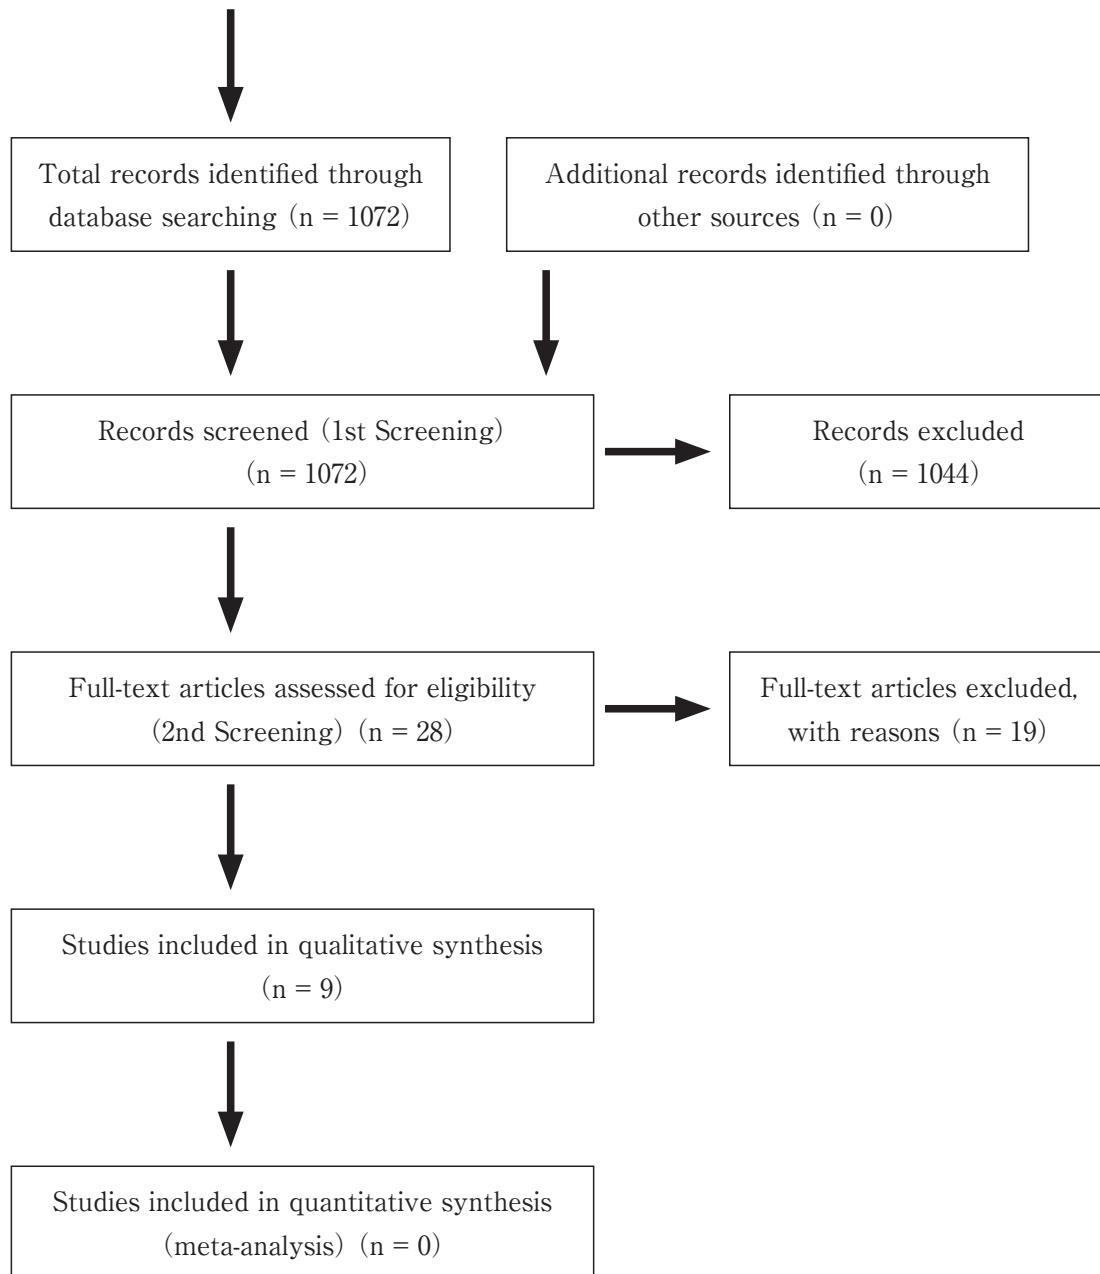 Total records identified through
database searching (n = 1072)
Additional records identified through
other sources (n = 0)
Records screened (1st Screening)
(n = 1072)
Records excluded
(n = 1044)
Full-text articles assessed for eligibility
(2nd Screening) (n = 28)
Full-text articles excluded,
with reasons (n = 19)
Studies included in qualitative synthesis
(n = 9)
Studies included in quantitative synthesis
(meta-analysis) (n = 0)